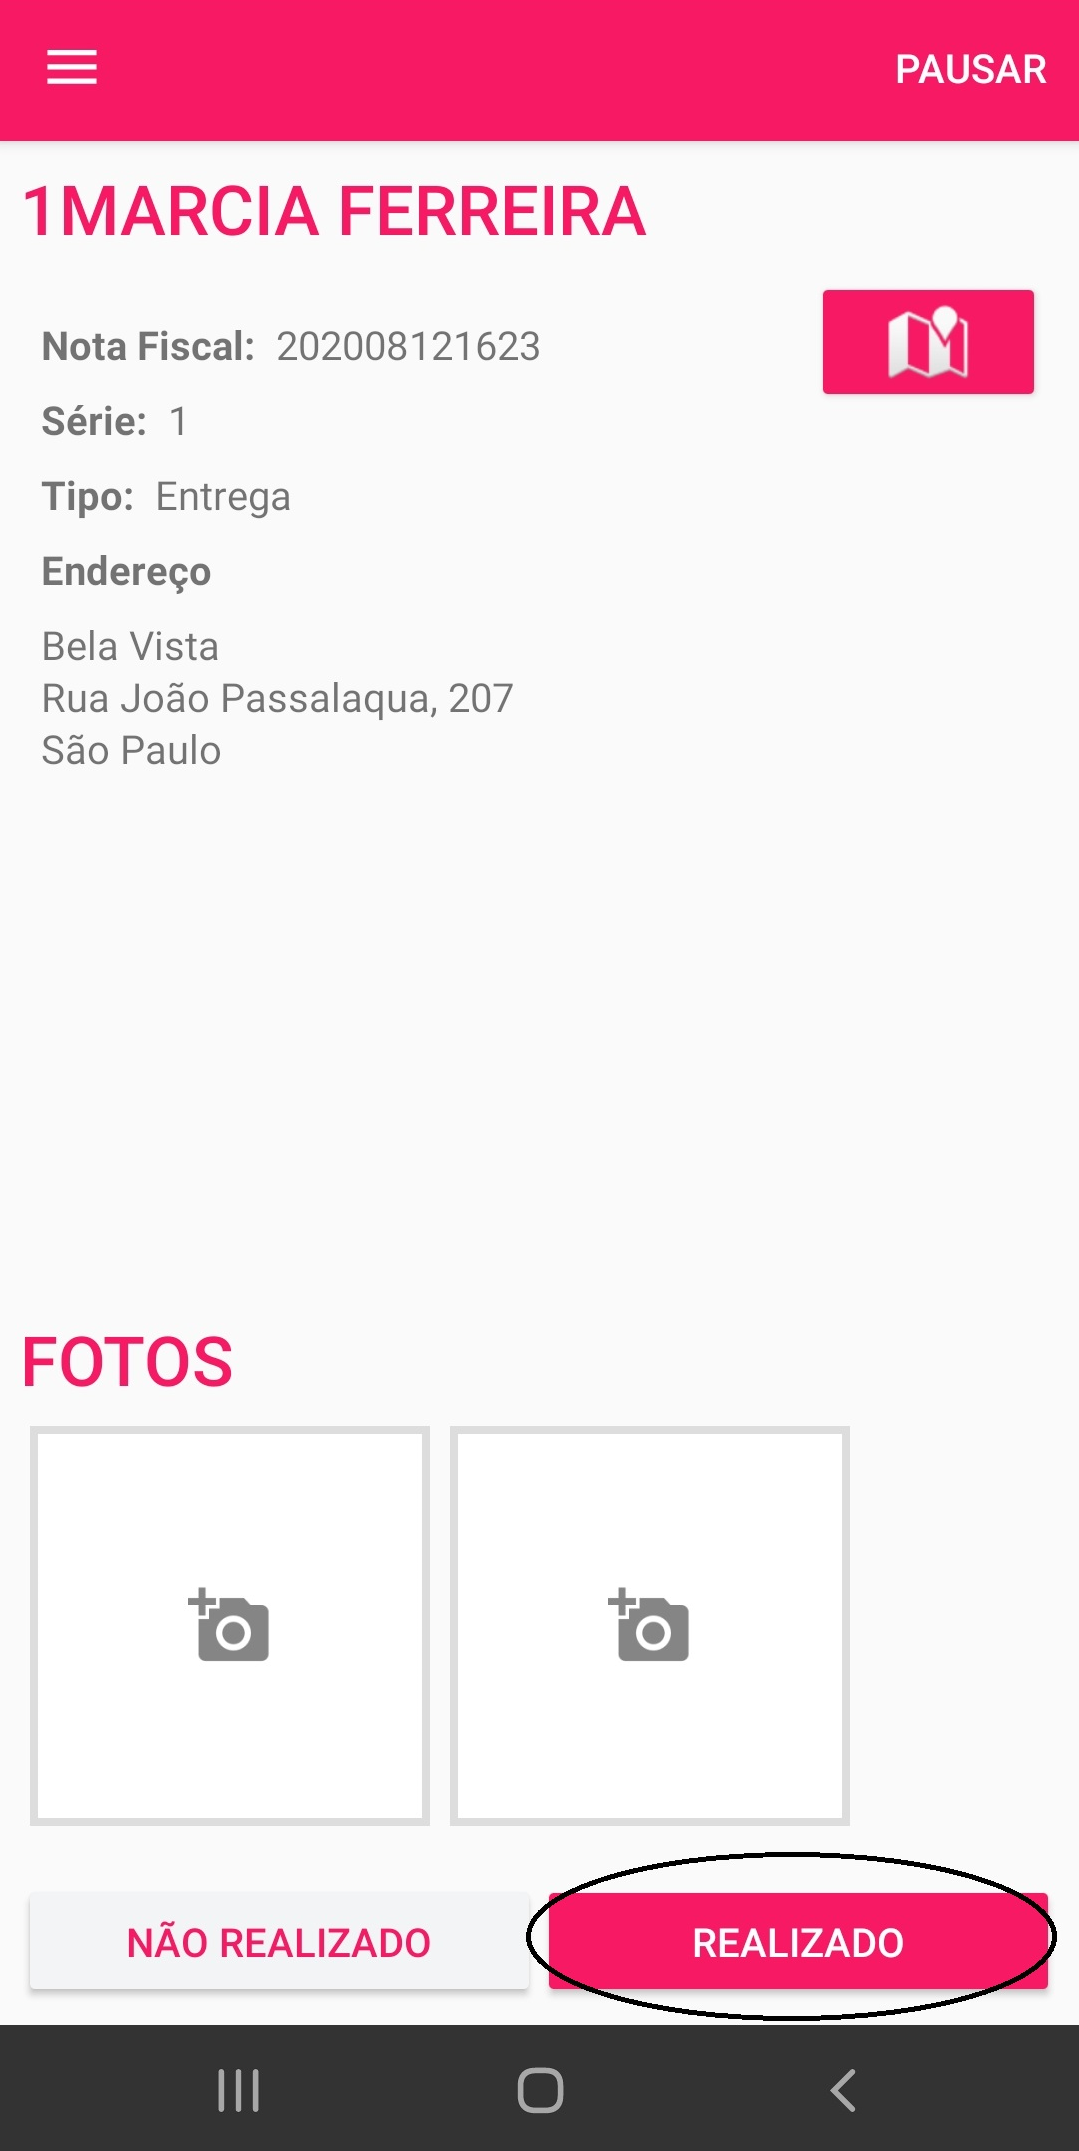 PAUSAR
1MARCIA FERREIRA
Nota Fiscal: 202008121623
Série: 1
Tipo: Entrega
Endereço
Bela Vista
Rua João Passalaqua, 207
São Paulo
FOTOS
NÃO REALIZADO
REALIZADO